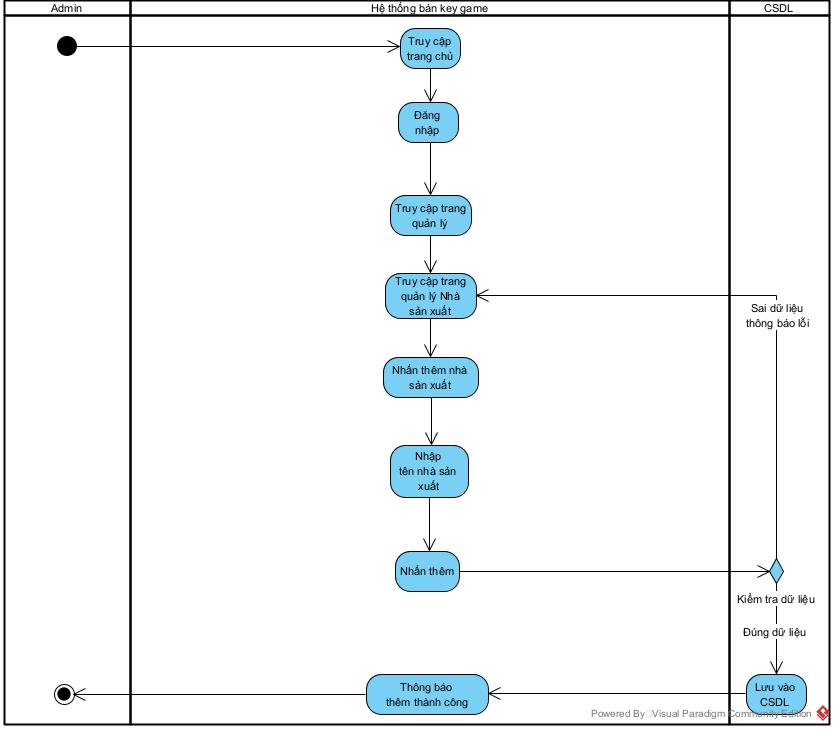 Admin
Hệ thống bán key game
CSDL
Truy cập
trang chủ
Đăng
nhập
Truy cập trang
quản lý
Truy cập trang
quản lý Nhà
sản xuất
Sai dữ liệu
thông báo lỗi
Nhấn thêm nhà
sản xuất
Nhập
tên nhà sản
xuất
Nhấn thêm
Kiểm tra dữ liệu
Đúng dữ liệu
Thông báo
thêm thành công
Lưu vào
CSDL
Powered By Visual Paradigm Community Edition